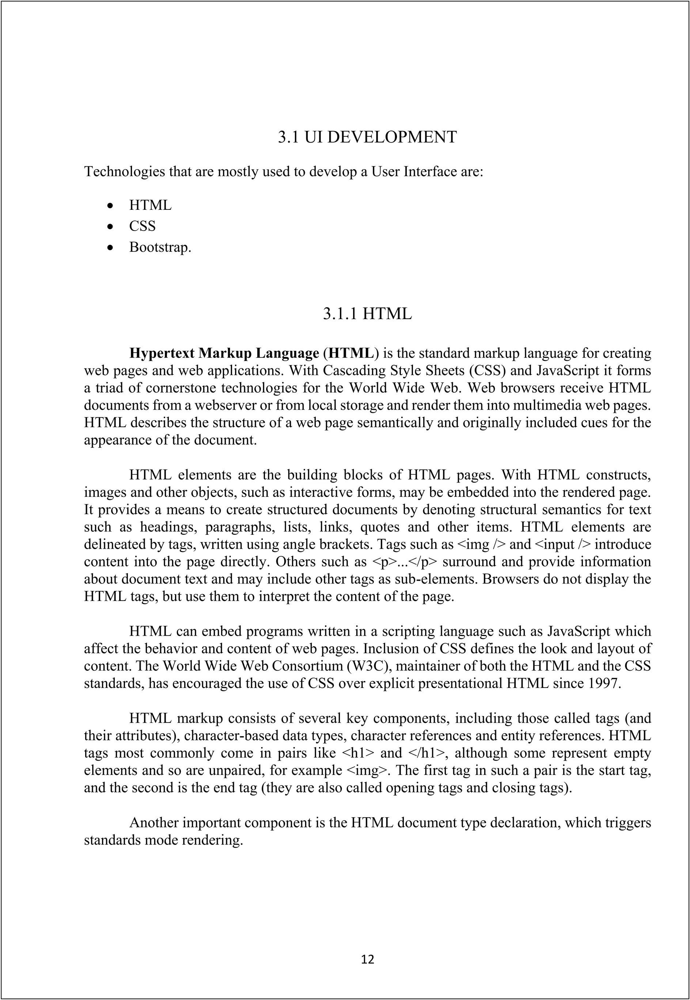 3.1 UI DEVELOPMENT
Technologies that are mostly used to develop a User Interface are:
• HTML
• CSS
• Bootstrap.
3.1.1 HTML
Hypertext Markup Language (HTML) is the standard markup language for creating
web pages and web applications. With Cascading Style Sheets (CSS) and JavaScript it forms
a triad of cornerstone technologies for the World Wide Web. Web browsers receive HTML
documents from a webserver or from local storage and render them into multimedia web pages.
HTML describes the structure of a web page semantically and originally included cues for the
appearance of the document.
HTML elements are the building blocks of HTML pages. With HTML constructs,
images and other objects, such as interactive forms, may be embedded into the rendered page.
It provides a means to create structured documents by denoting structural semantics for text
such as headings, paragraphs, lists, links, quotes and other items. HTML elements are
delineated by tags, written using angle brackets. Tags such as <img /> and <input /> introduce
content into the page directly. Others such as <p>...</p> surround and provide information
about document text and may include other tags as sub-elements. Browsers do not display the
HTML tags, but use them to interpret the content of the page.
HTML can embed programs written in a scripting language such as JavaScript which
affect the behavior and content of web pages. Inclusion of CSS defines the look and layout of
content. The World Wide Web Consortium (W3C), maintainer of both the HTML and the CSS
standards, has encouraged the use of CSS over explicit presentational HTML since 1997.
HTML markup consists of several key components, including those called tags (and
their attributes), character-based data types, character references and entity references. HTML
tags most commonly come in pairs like <h1> and </h1>, although some represent empty
elements and so are unpaired, for example <img>. The first tag in such a pair is the start tag,
and the second is the end tag (they are also called opening tags and closing tags).
Another important component is the HTML document type declaration, which triggers
standards mode rendering.
12